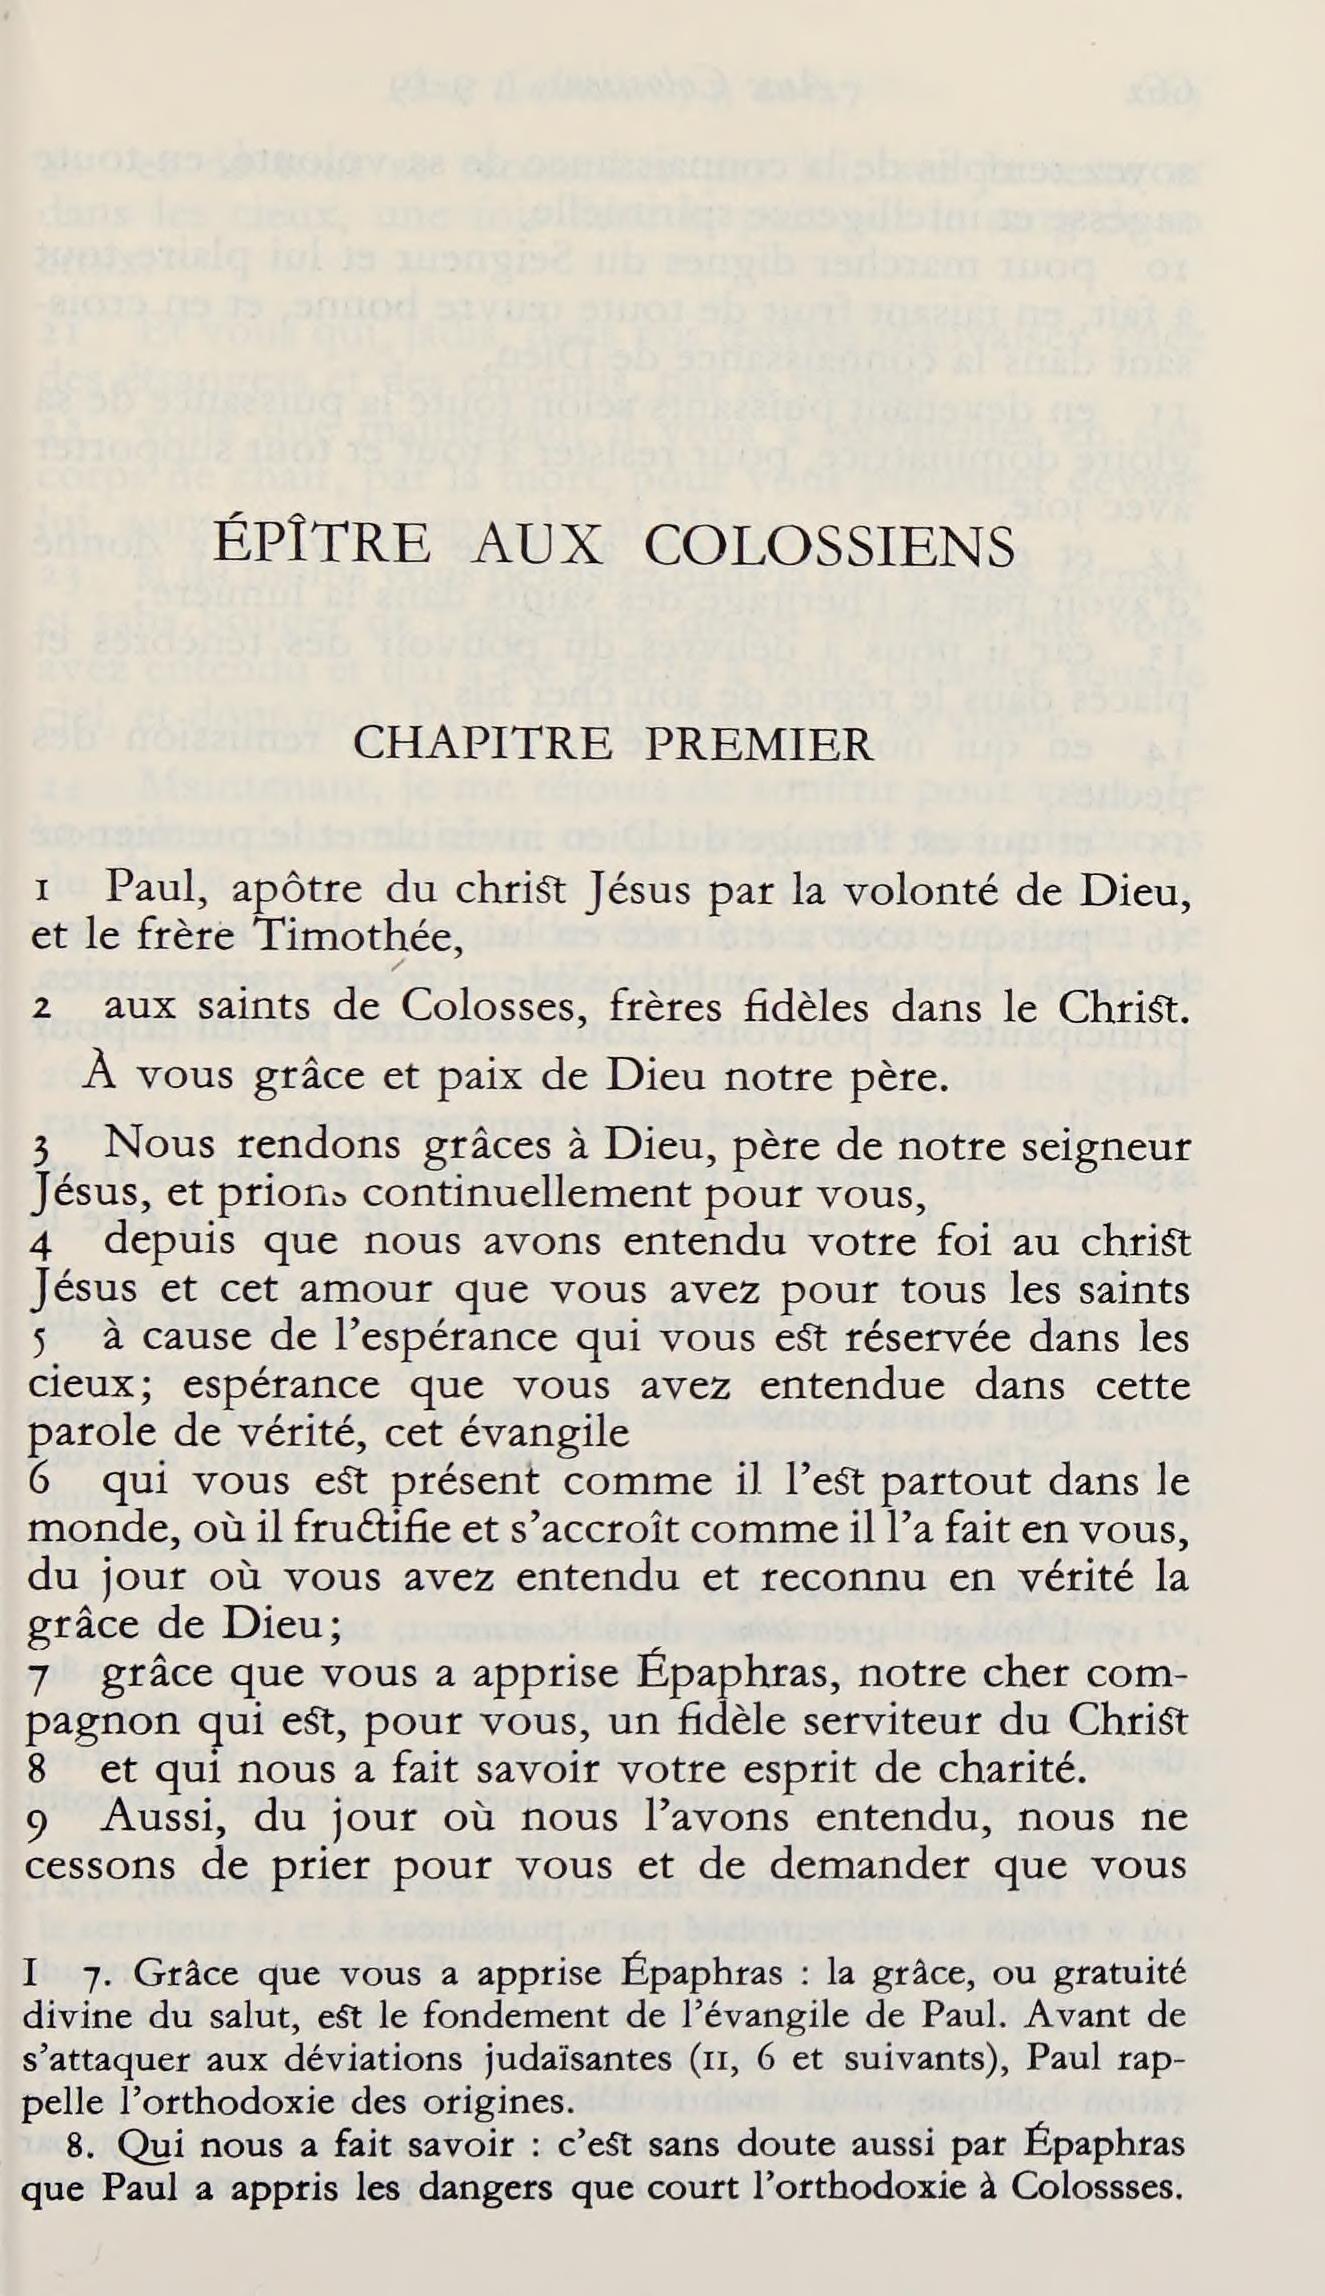 ÉPÎTRE AUX COLOSSIENS
CHAPITRE PREMIER
1 Paul, apôtre du christ Jésus par la volonté de Dieu,
et le frère Timothée,
2 aux saints de Colosses, frères fidèles dans le Christ.
À vous grâce et paix de Dieu notre père.
3 Nous rendons grâces à Dieu, père de notre seigneur
Jésus, et prions continuellement pour vous,
4 depuis que nous avons entendu votre foi au christ
Jésus et cet amour que vous avez pour tous les saints
5 à cause de l'espérance qui vous est réservée dans les
cieux; espérance que vous avez entendue dans cette
parole de vérité, cet évangile
6 qui vous est présent comme il l'est partout dans le
monde, où il fructifie et s'accroît comme il l'a fait en vous,
du jour où vous avez entendu et reconnu en vérité la
grâce de Dieu;
7 grâce que vous a apprise Épaphras, notre cher com-
pagnon qui est, pour vous, un fidèle serviteur du Christ
8 et qui nous a fait savoir votre esprit de charité.
9 Aussi, du jour où nous l'avons entendu, nous ne
cessons de prier pour vous et de demander que vous
I 7. Grâce que vous a apprise Épaphras : la grâce, ou gratuité
divine du salut, est le fondement de l'évangile de Paul. Avant de
s'attaquer aux déviations judaïsantes (II, 6 et suivants), Paul rap-
pelle l'orthodoxie des origines.
8. Qui nous a fait savoir : c'est sans doute aussi par Épaphras
que Paul a appris les dangers que court l'orthodoxie à Colossses.